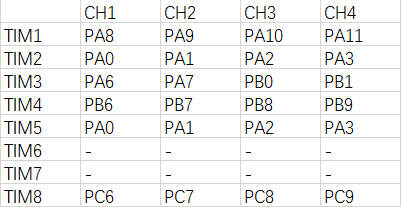 CH1 CH2 CH3 CH4
TIM1 PA8 PA9 PA10 PA11
TIM2 PA0 PA1 PA2 PA3
TIM3 PA6 PA7 PB0 PB1
TIM4 PB6 PB7 PB8 PB9
TIM5 PA0 PA1 PA2 PA3
TIM6 - - - -
TIM7 - - - -
TIM8 PC6 PC7 PC8 PC9